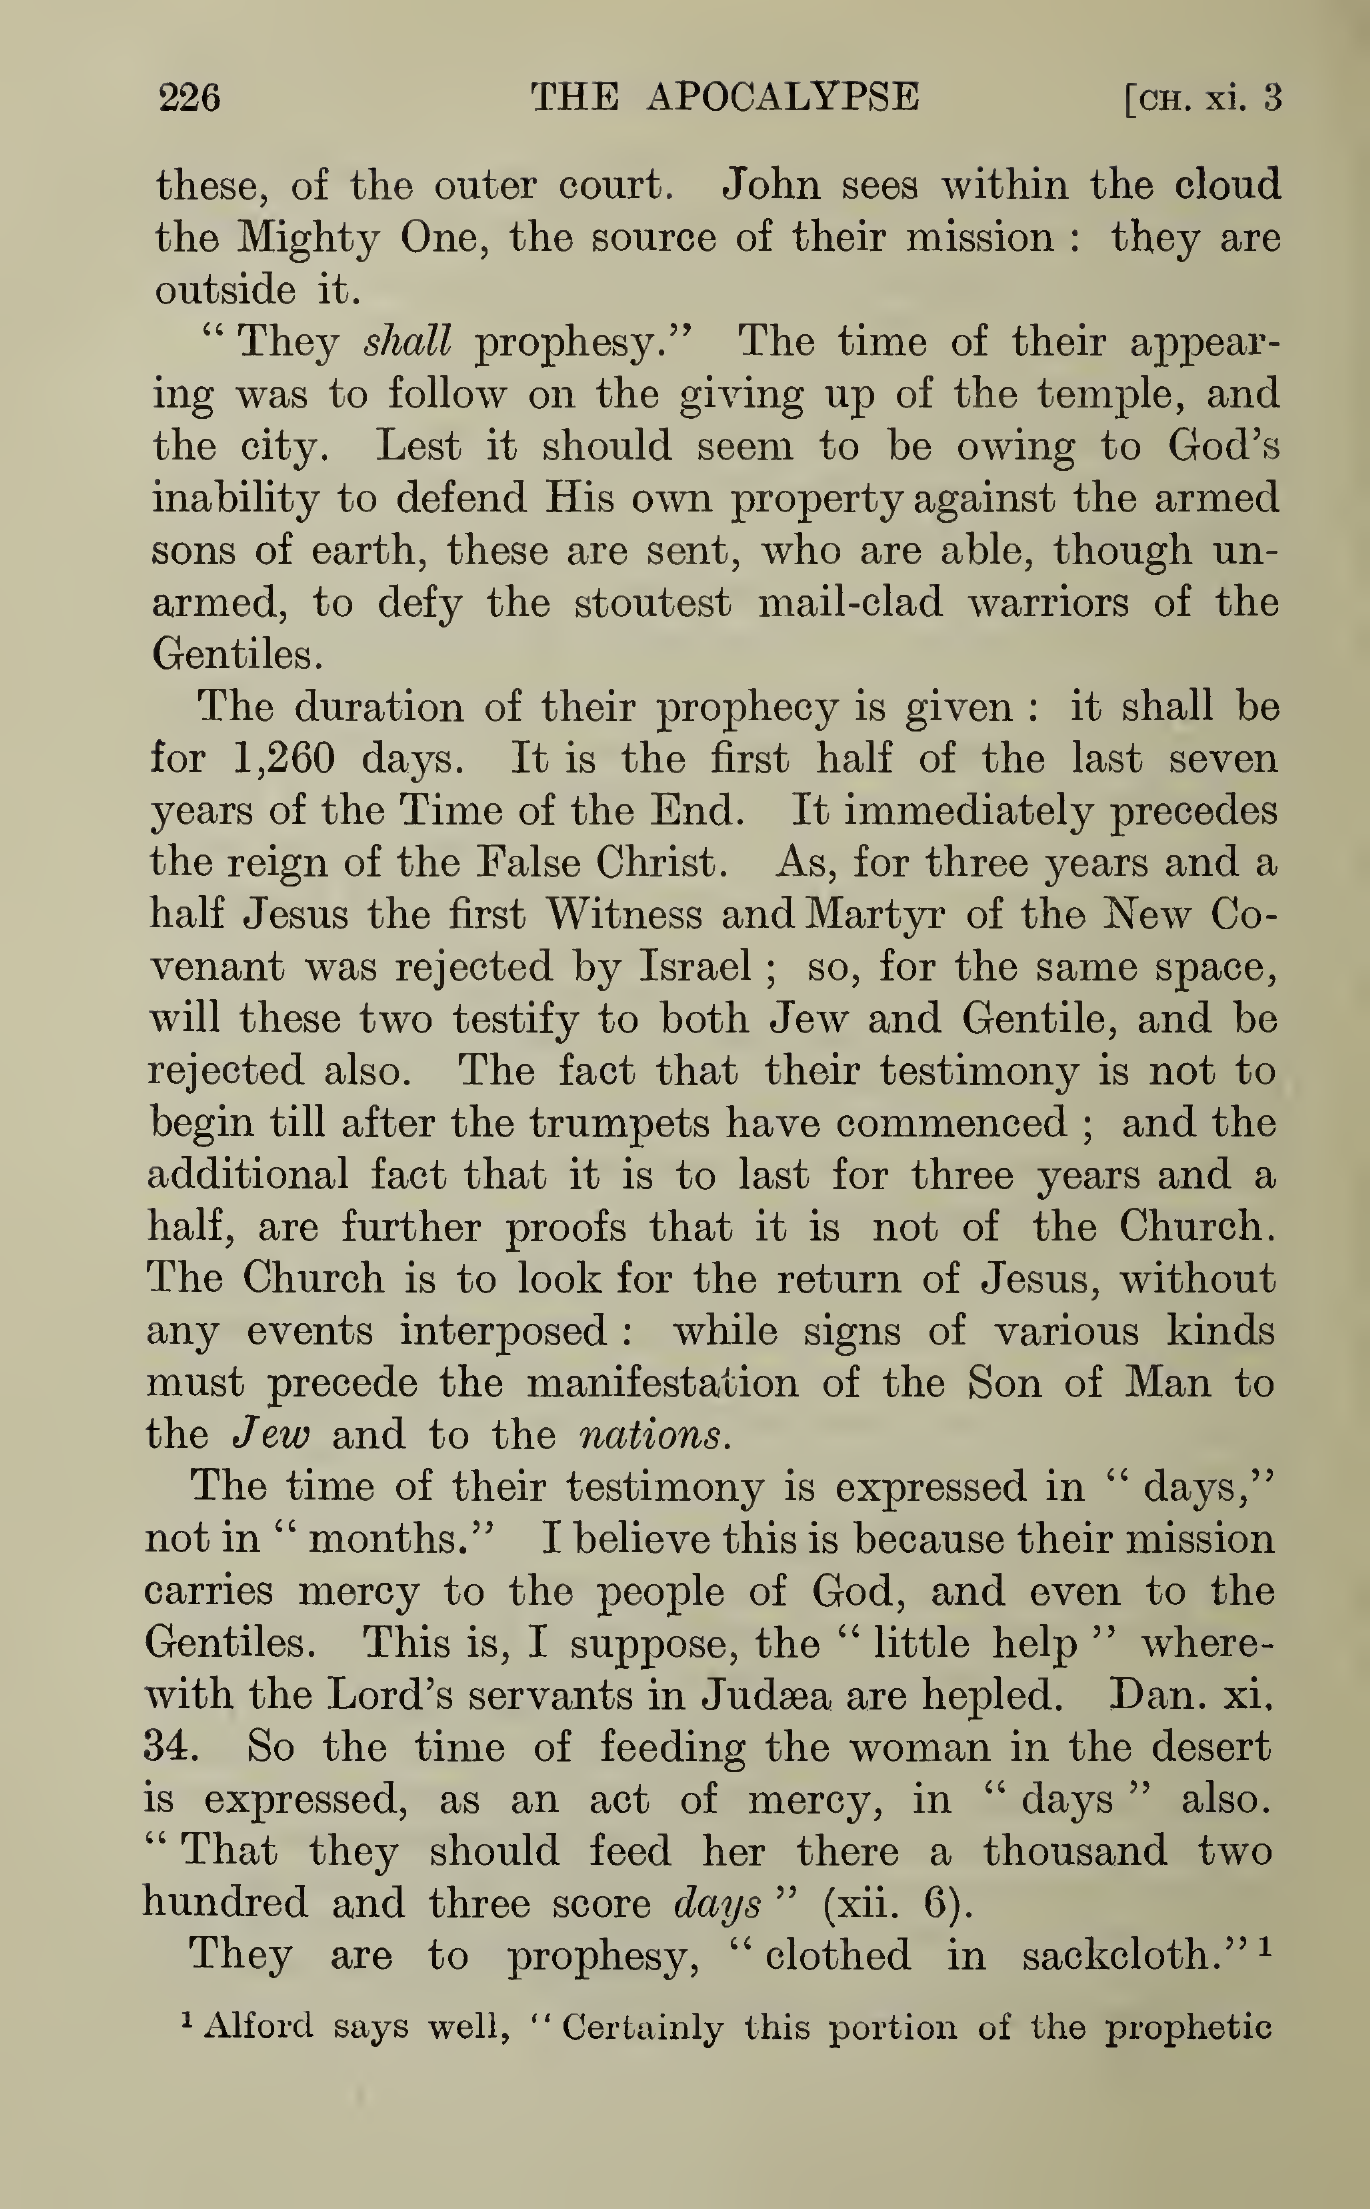 226 THE APOCALYPSE [CH. xi. 3
these, of the outer court. John sees within the cloud
the Mighty One, the source of their mission : they are
outside it.
“ They shall prophesy.” The time of their appear-
ing was to follow on the giving up of the temple, and
the city. Lest it should seem to be owing to God’s
inability to defend His own property against the armed
sons of earth, these are sent, who are able, though un-
armed, to defy the stoutest mail-clad warriors of the
Gentiles.
The duration of their prophecy is given : it shall be
for 1,260 days. It is the first half of the last seven
years of the Time of the End. It immediately precedes
the reign of the False Christ. As, for three years and a
half Jesus the first Witness and Martyr of the New Co-
venant was rejected by Israel ; so, for the same space,
will these two testify to both Jew and Gentile, and be
rejected also. The fact that their testimony is not to
begin till after the trumpets have commenced ; and the
additional fact that it is to last for three years and a
half, are further proofs that it is not of the Church.
The Church is to look for the return of Jesus, without
any events interposed : while signs of various kinds
must precede the manifestation of the Son of Man to
the Jew and to the nations.
The time of their testimony is expressed in “ days,”
not in “ months.” I believe this is because their mission
carries mercy to the people of God, and even to the
Gentiles. This is, I suppose, the “ little help ” where-
with the Lord’s servants in Judæa are hepled. Dan. xi.
34. So the time of feeding the woman in the desert
is expressed, as an act of mercy, in “ days ” also.
“ That they should feed her there a thousand two
hundred and three score days ” (xii. 6).
They are to prophesy, “ clothed in sackcloth.” ¹
¹ Alford says well, “ Certainly this portion of the prophetic